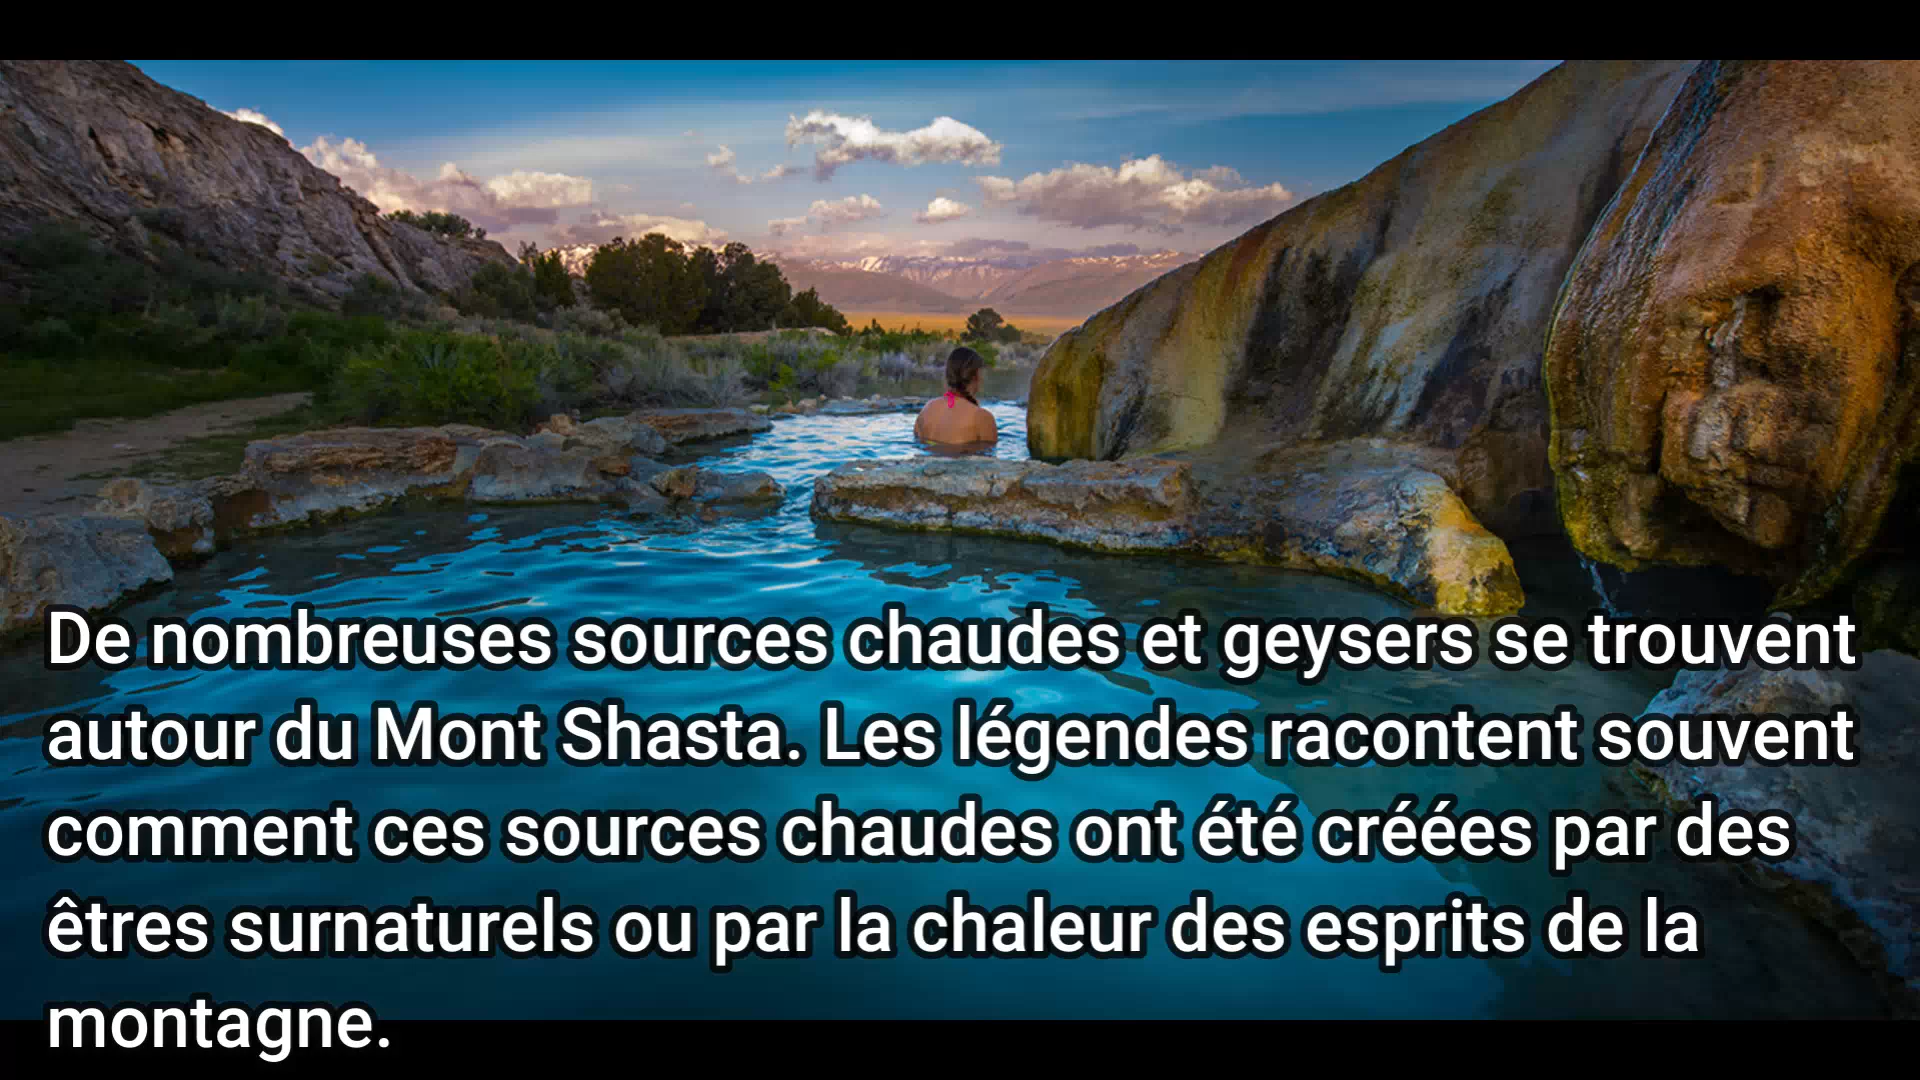 De nombreuses sources chaudes et geysers se trouvent
autour du Mont Shasta. Les légendes racontent souvent
comment ces sources chaudes ont été créées par des
êtres surnaturels ou par la chaleur des esprits de la
montagne.